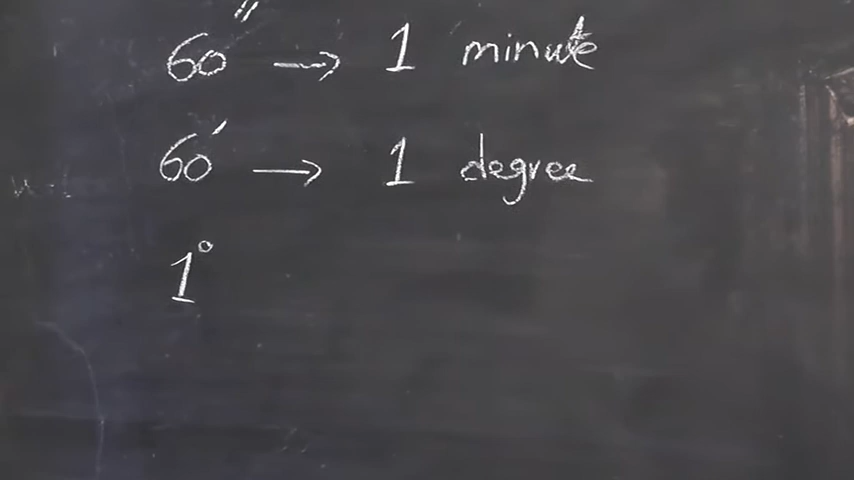 60″ → 1 minute
60′ → 1 degree
1°